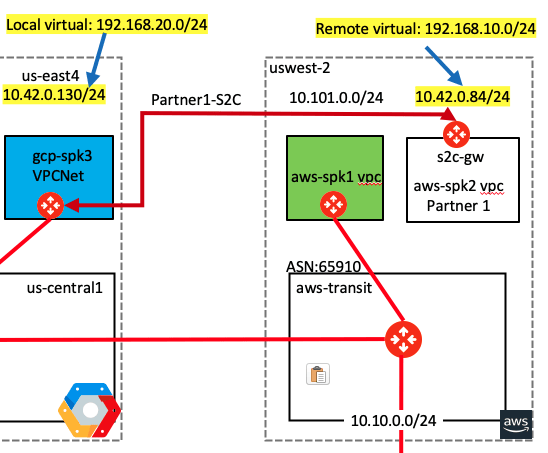 Local virtual: 192.168.20.0/24
Remote virtual: 192.168.10.0/24
us-east4
10.42.0.130/24
uswest-2
Partner1-S2C
10.101.0.0/24
10.42.0.84/24
gcp-spk3
VPCNet
aws-spk1 vpc
s2c-gw
aws-spk2 vpc
Partner 1
us-central1
ASN:65910
aws-transit
10.10.0.0/24
aws